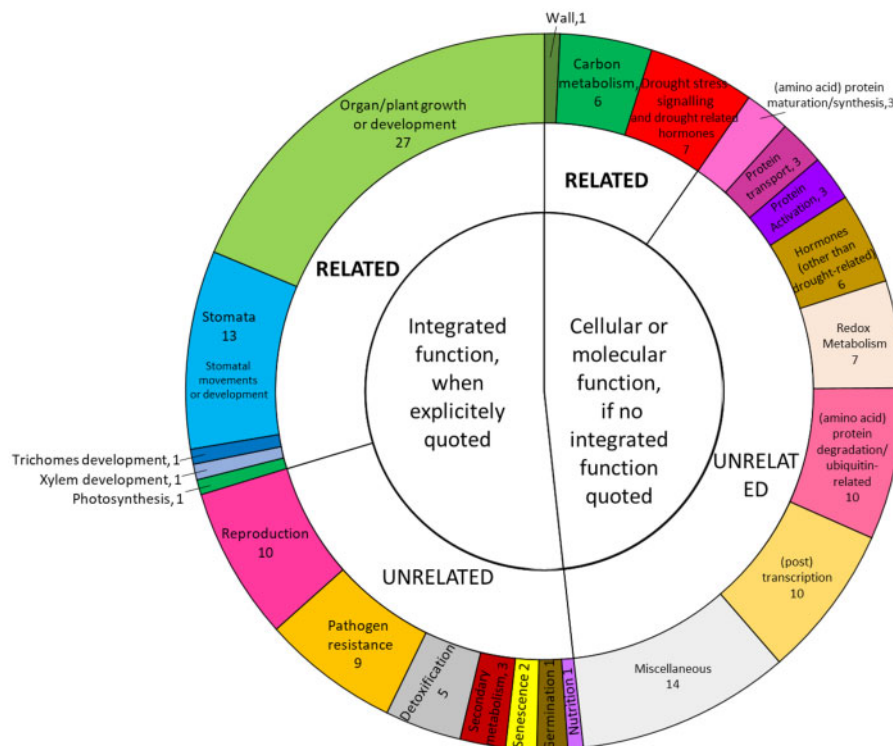 Wall,1
Carbon
metabolism,
6
Drought stress
signalling
and drought related
hormones
7
(amino acid) protein
maturation/synthesis,3
Protein
transport, 3
Protein
Activation, 3
Hormones
(other than
drought-related)
6
Redox
Metabolism
7
(amino acid)
protein
degradation/
ubiquitin-
related
10
(post)
transcription
10
Miscellaneous
14
Nutrition 1
Germination 1
Senescence 2
Secondary
metabolism, 3
Detoxification
5
Pathogen
resistance
9
Reproduction
10
Photosynthesis, 1
Xylem development, 1
Trichomes development, 1
Stomata
13
Stomatal
movements
or development
Organ/plant growth
or development
27
RELATED
RELATED
UNRELAT
ED
UNRELATED
Integrated
function,
when
explicitely
quoted
Cellular or
molecular
function,
if no
integrated
function
quoted